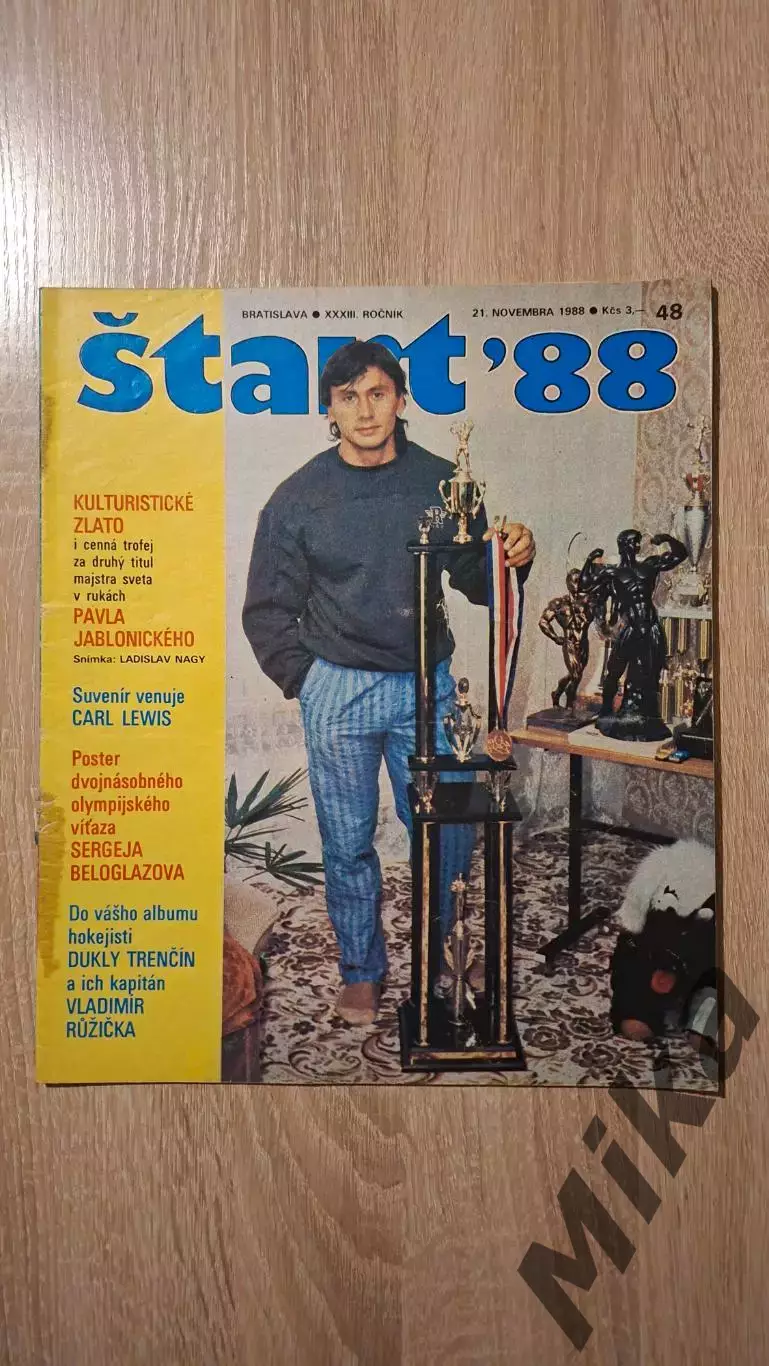 BRATISLAVA ● XXXIII. ROČNÍK 21. NOVEMBRA 1988 ● Kčs 3,— 48
štart ’88
KULTURISTICKÉ
ZLATO
i cenná trofej
za druhý titul
majstra sveta
v rukách
PAVLA
JABLONICKÉHO
Snímka: LADISLAV NAGY
Suvenír venuje
CARL LEWIS
Poster
dvojnásobného
olympijského
víťaza
SERGEJA
BELOGLAZOVA
Do vášho albumu
hokejisti
DUKLY TRENČÍN
a ich kapitán
VLADIMÍR
RŮŽIČKA
Mika